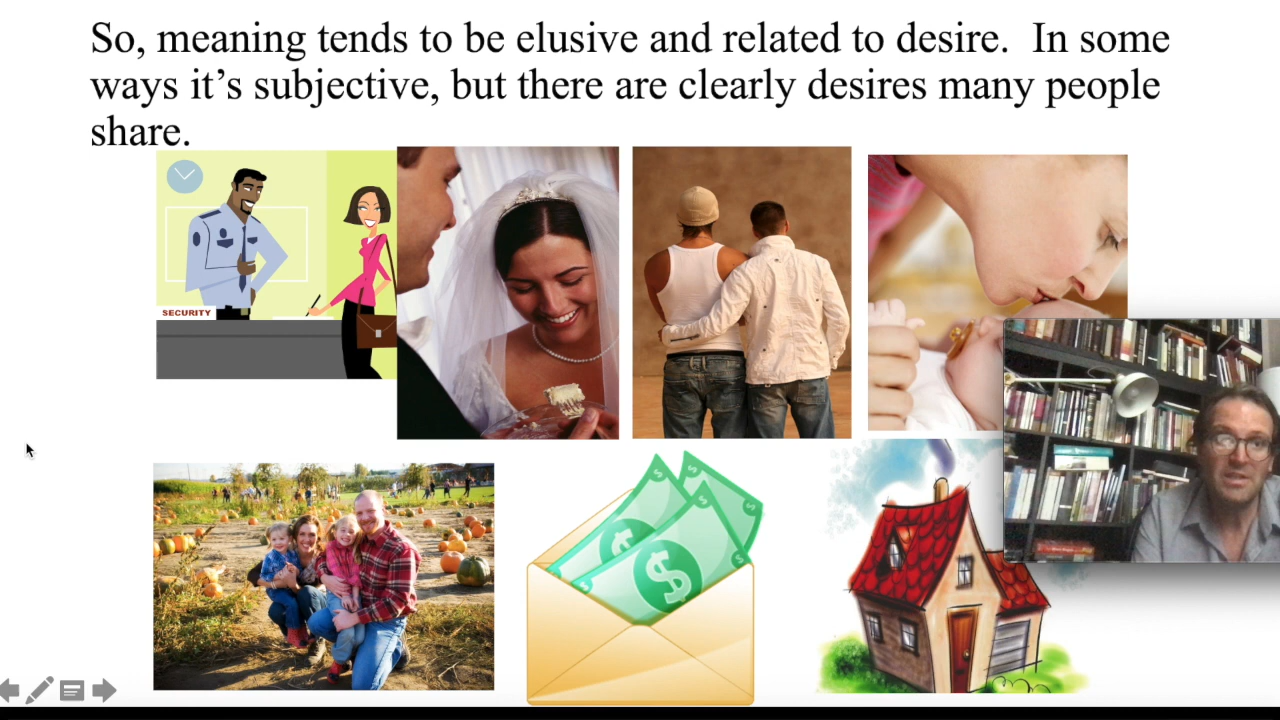 So, meaning tends to be elusive and related to desire.  In some
ways it’s subjective, but there are clearly desires many people
share.
SECURITY